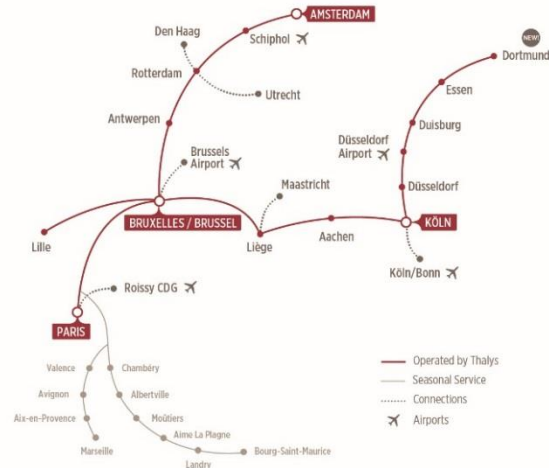 AMSTERDAM
Den Haag
Schiphol
NEW!
Dortmund
Rotterdam
Utrecht
Essen
Antwerpen
Duisburg
Brussels
Airport
Düsseldorf
Airport
Maastricht
Düsseldorf
BRUXELLES / BRUSSEL
KÖLN
Lille
Liège
Aachen
Köln/Bonn
Roissy CDG
PARIS
Valence
Chambéry
Avignon
Albertville
Aix-en-Provence
Moûtiers
Marseille
Aime La Plagne
Landry
Bourg-Saint-Maurice
Operated by Thalys
Seasonal Service
Connections
Airports